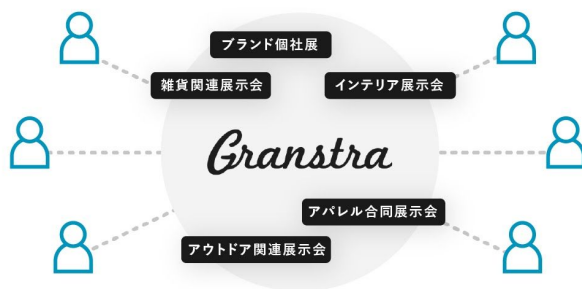 ブランド個社展
雑貨関連展示会
インテリア展示会
Granstra
アパレル合同展示会
アウトドア関連展示会